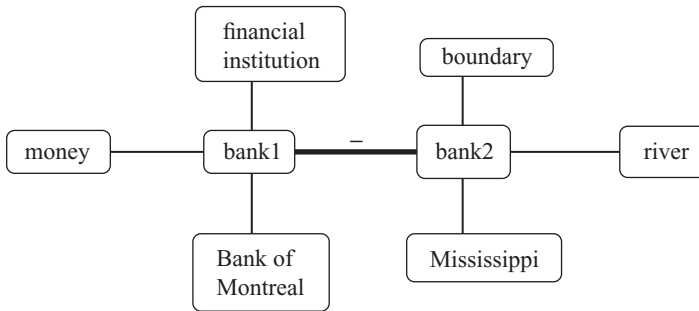 financial
institution
boundary
–
money
bank1
bank2
river
Bank of
Montreal
Mississippi